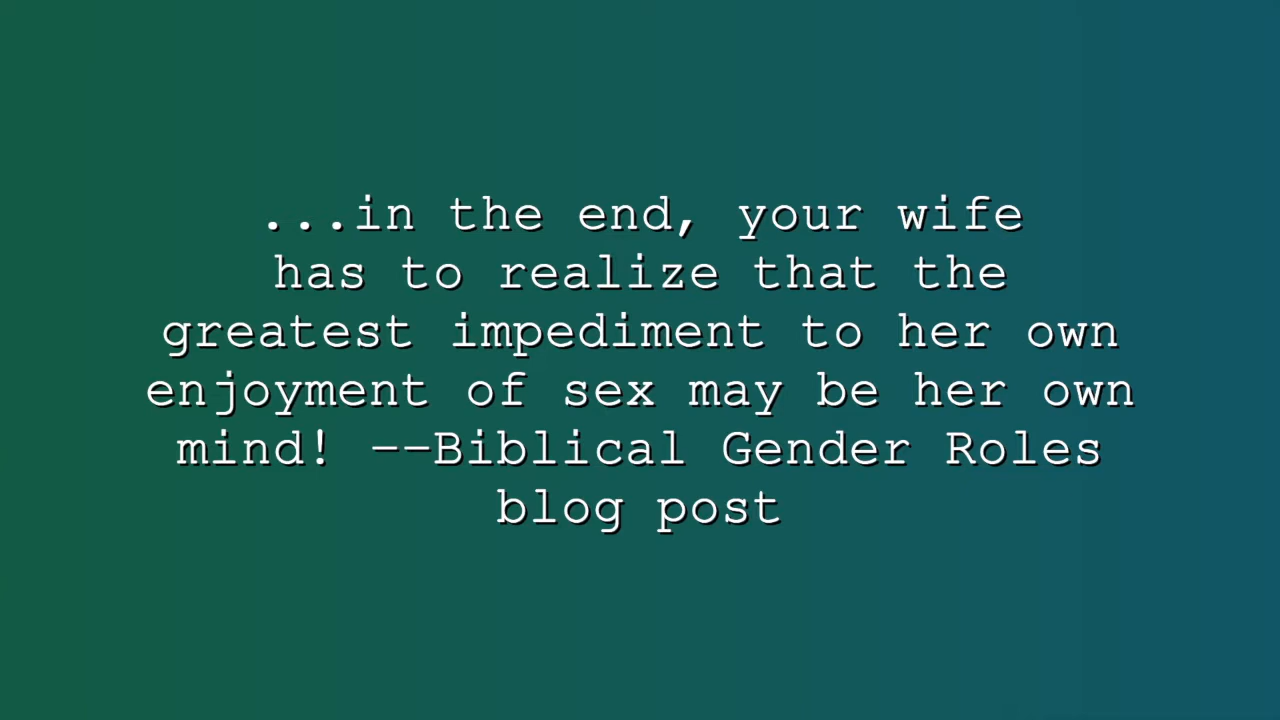 ...in the end, your wife
has to realize that the
greatest impediment to her own
enjoyment of sex may be her own
mind! --Biblical Gender Roles
blog post